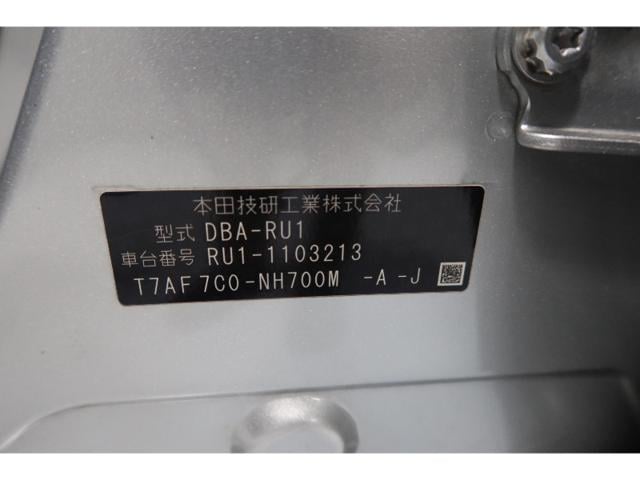 本田技研工業株式会社
型式 DBA-RU1
車台番号 RU1-1103213
T7AF7C0-NH700M -A-J